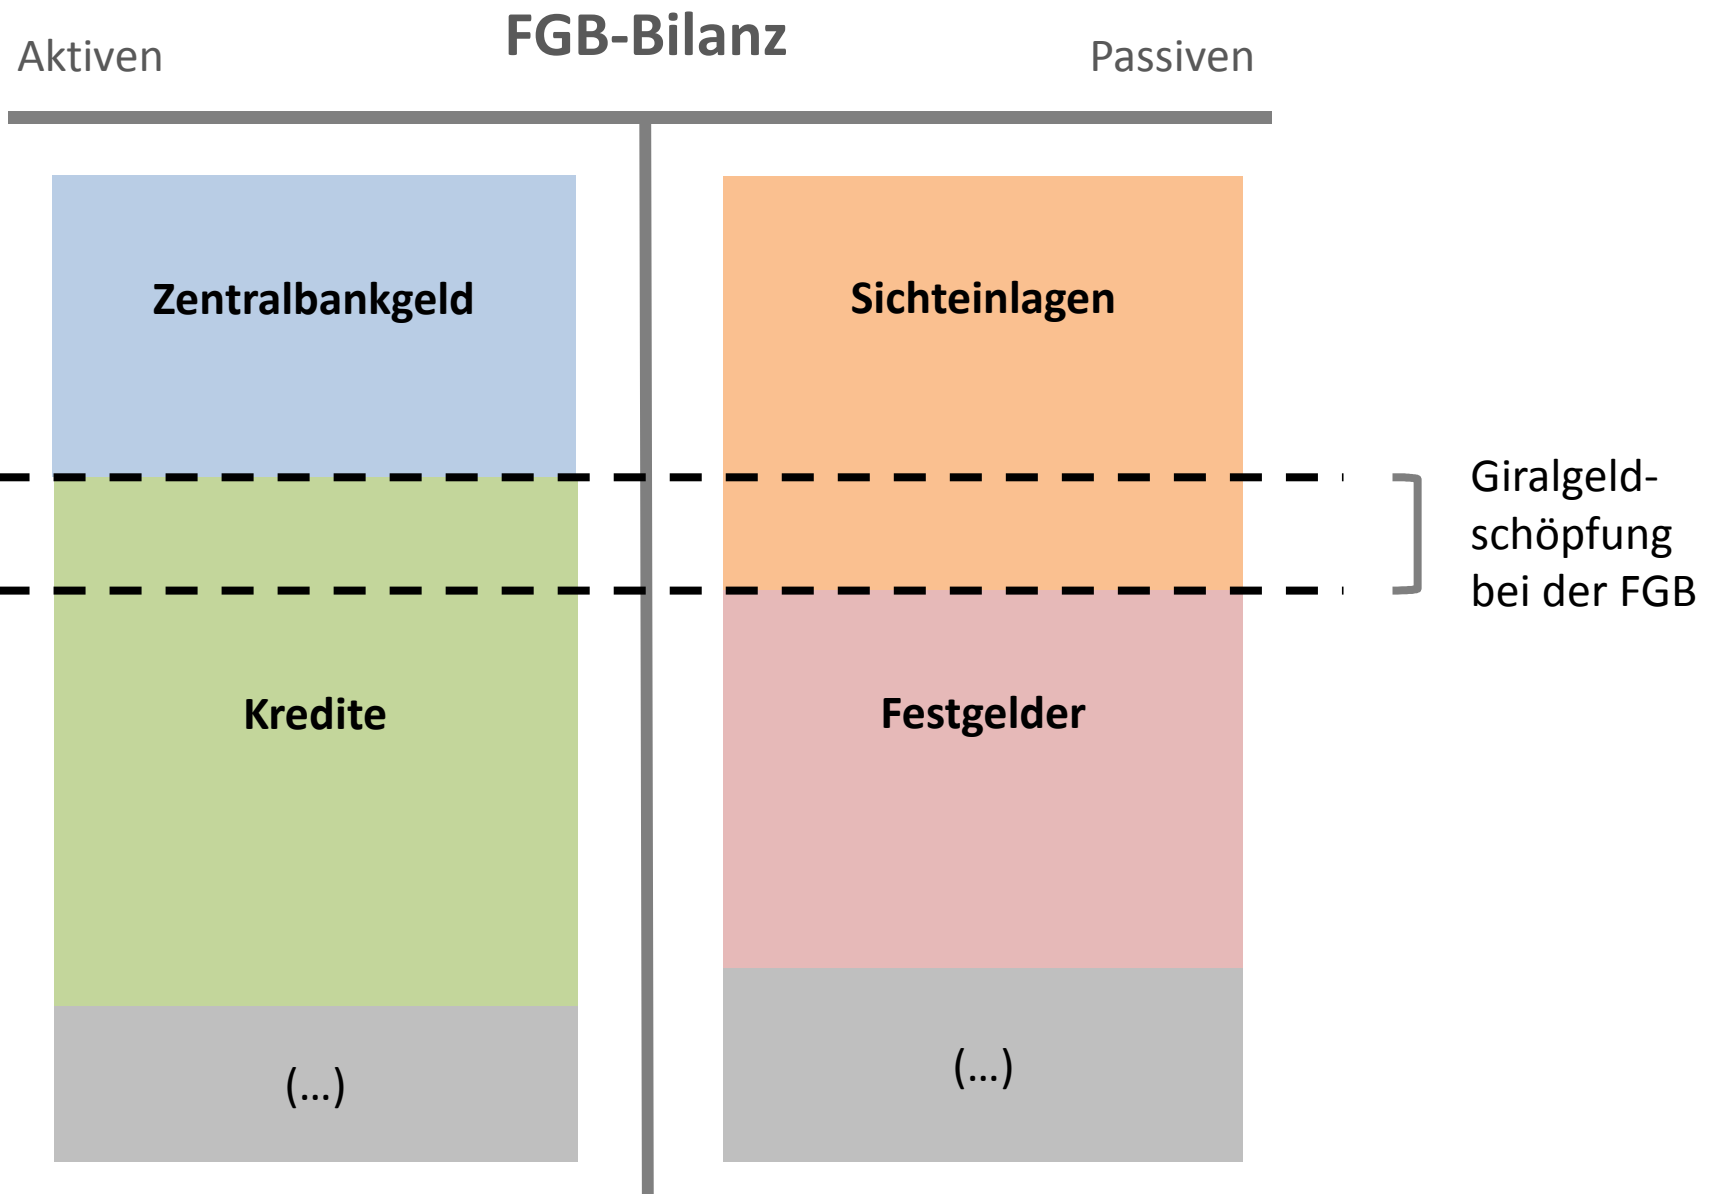 FGB-Bilanz
Aktiven
Passiven
Zentralbankgeld
Sichteinlagen
Giralgeld-
schöpfung
bei der FGB
Kredite
Festgelder
(...)
(...)